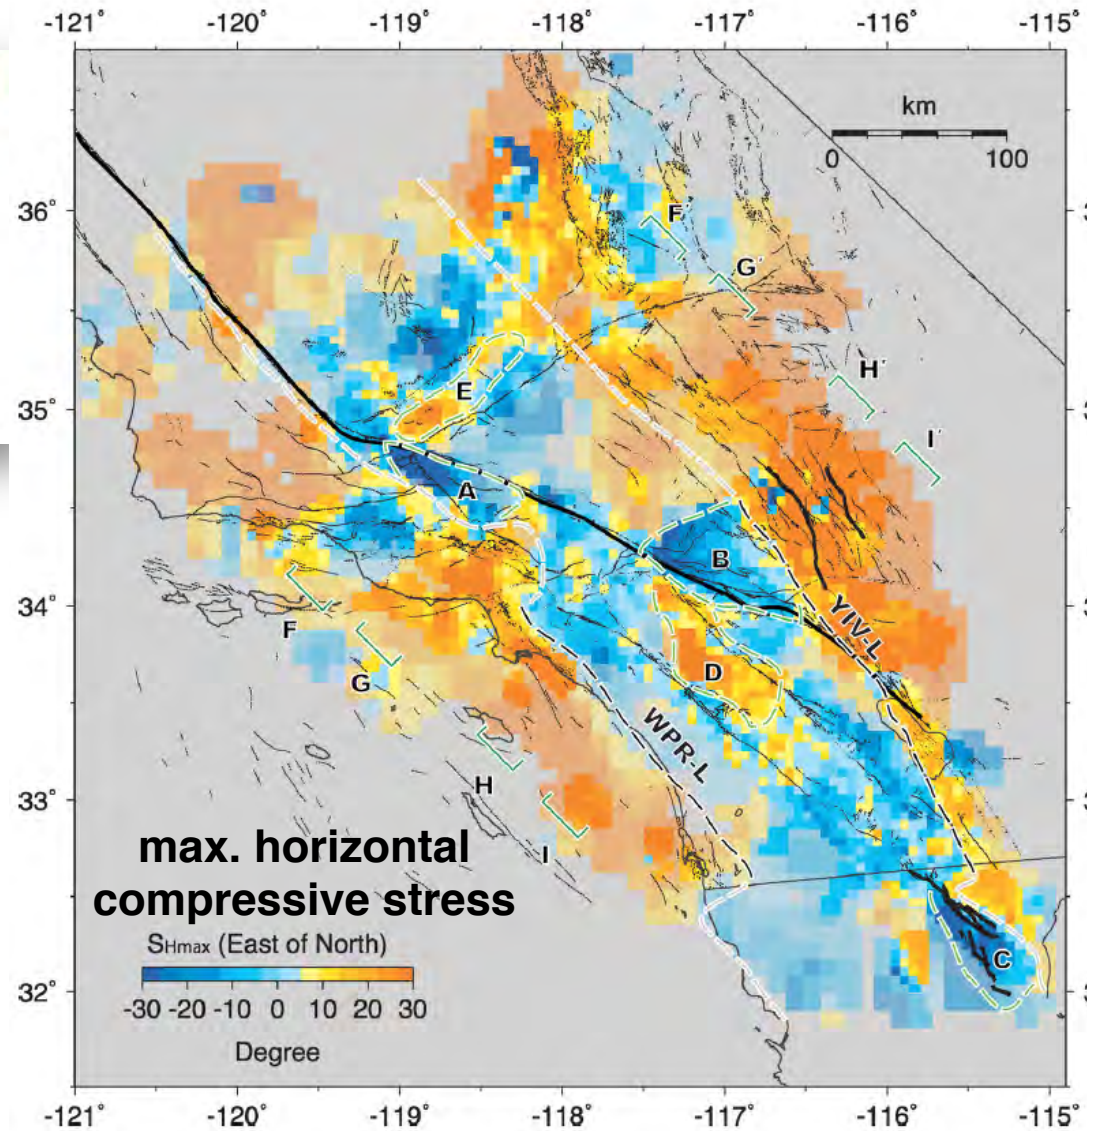 -121° -120° -119° -118° -117° -116° -115°
km
0 100
36°
F'
G'
H'
I'
35°
E
A
B
34°
F
YIV-L
D
G
WPR-L
H
33°
I
max. horizontal
compressive stress
SHmax (East of North)
-30 -20 -10 0 10 20 30
Degree
C
32°
-121° -120° -119° -118° -117° -116° -115°